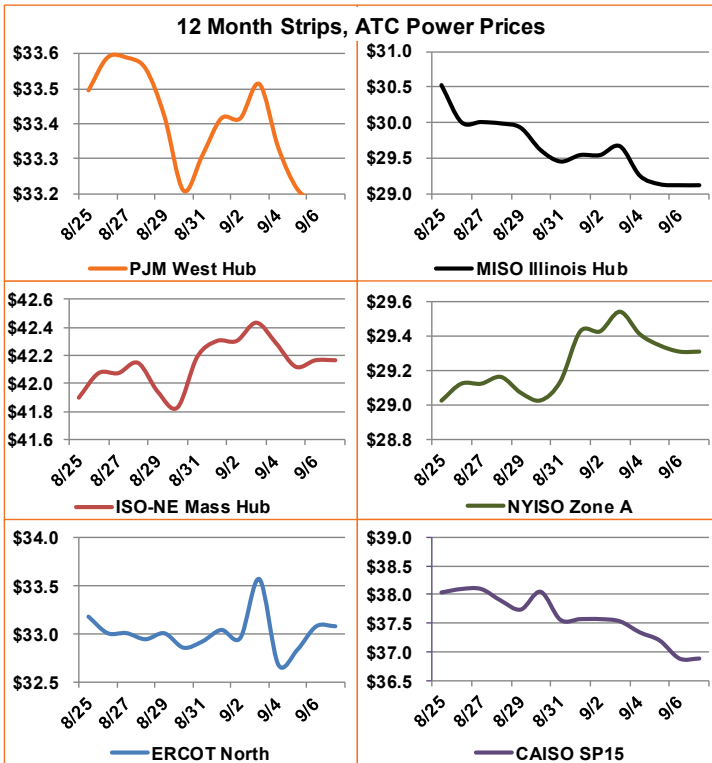 12 Month Strips, ATC Power Prices
$33.6
$33.5
$33.4
$33.3
$33.2
8/25 8/27 8/29 8/31 9/2 9/4 9/6
PJM West Hub
$31.0
$30.5
$30.0
$29.5
$29.0
8/25 8/27 8/29 8/31 9/2 9/4 9/6
MISO Illinois Hub
$42.6
$42.4
$42.2
$42.0
$41.8
$41.6
8/25 8/27 8/29 8/31 9/2 9/4 9/6
ISO-NE Mass Hub
$29.6
$29.4
$29.2
$29.0
$28.8
8/25 8/27 8/29 8/31 9/2 9/4 9/6
NYISO Zone A
$34.0
$33.5
$33.0
$32.5
8/25 8/27 8/29 8/31 9/2 9/4 9/6
ERCOT North
$39.0
$38.5
$38.0
$37.5
$37.0
$36.5
8/25 8/27 8/29 8/31 9/2 9/4 9/6
CAISO SP15